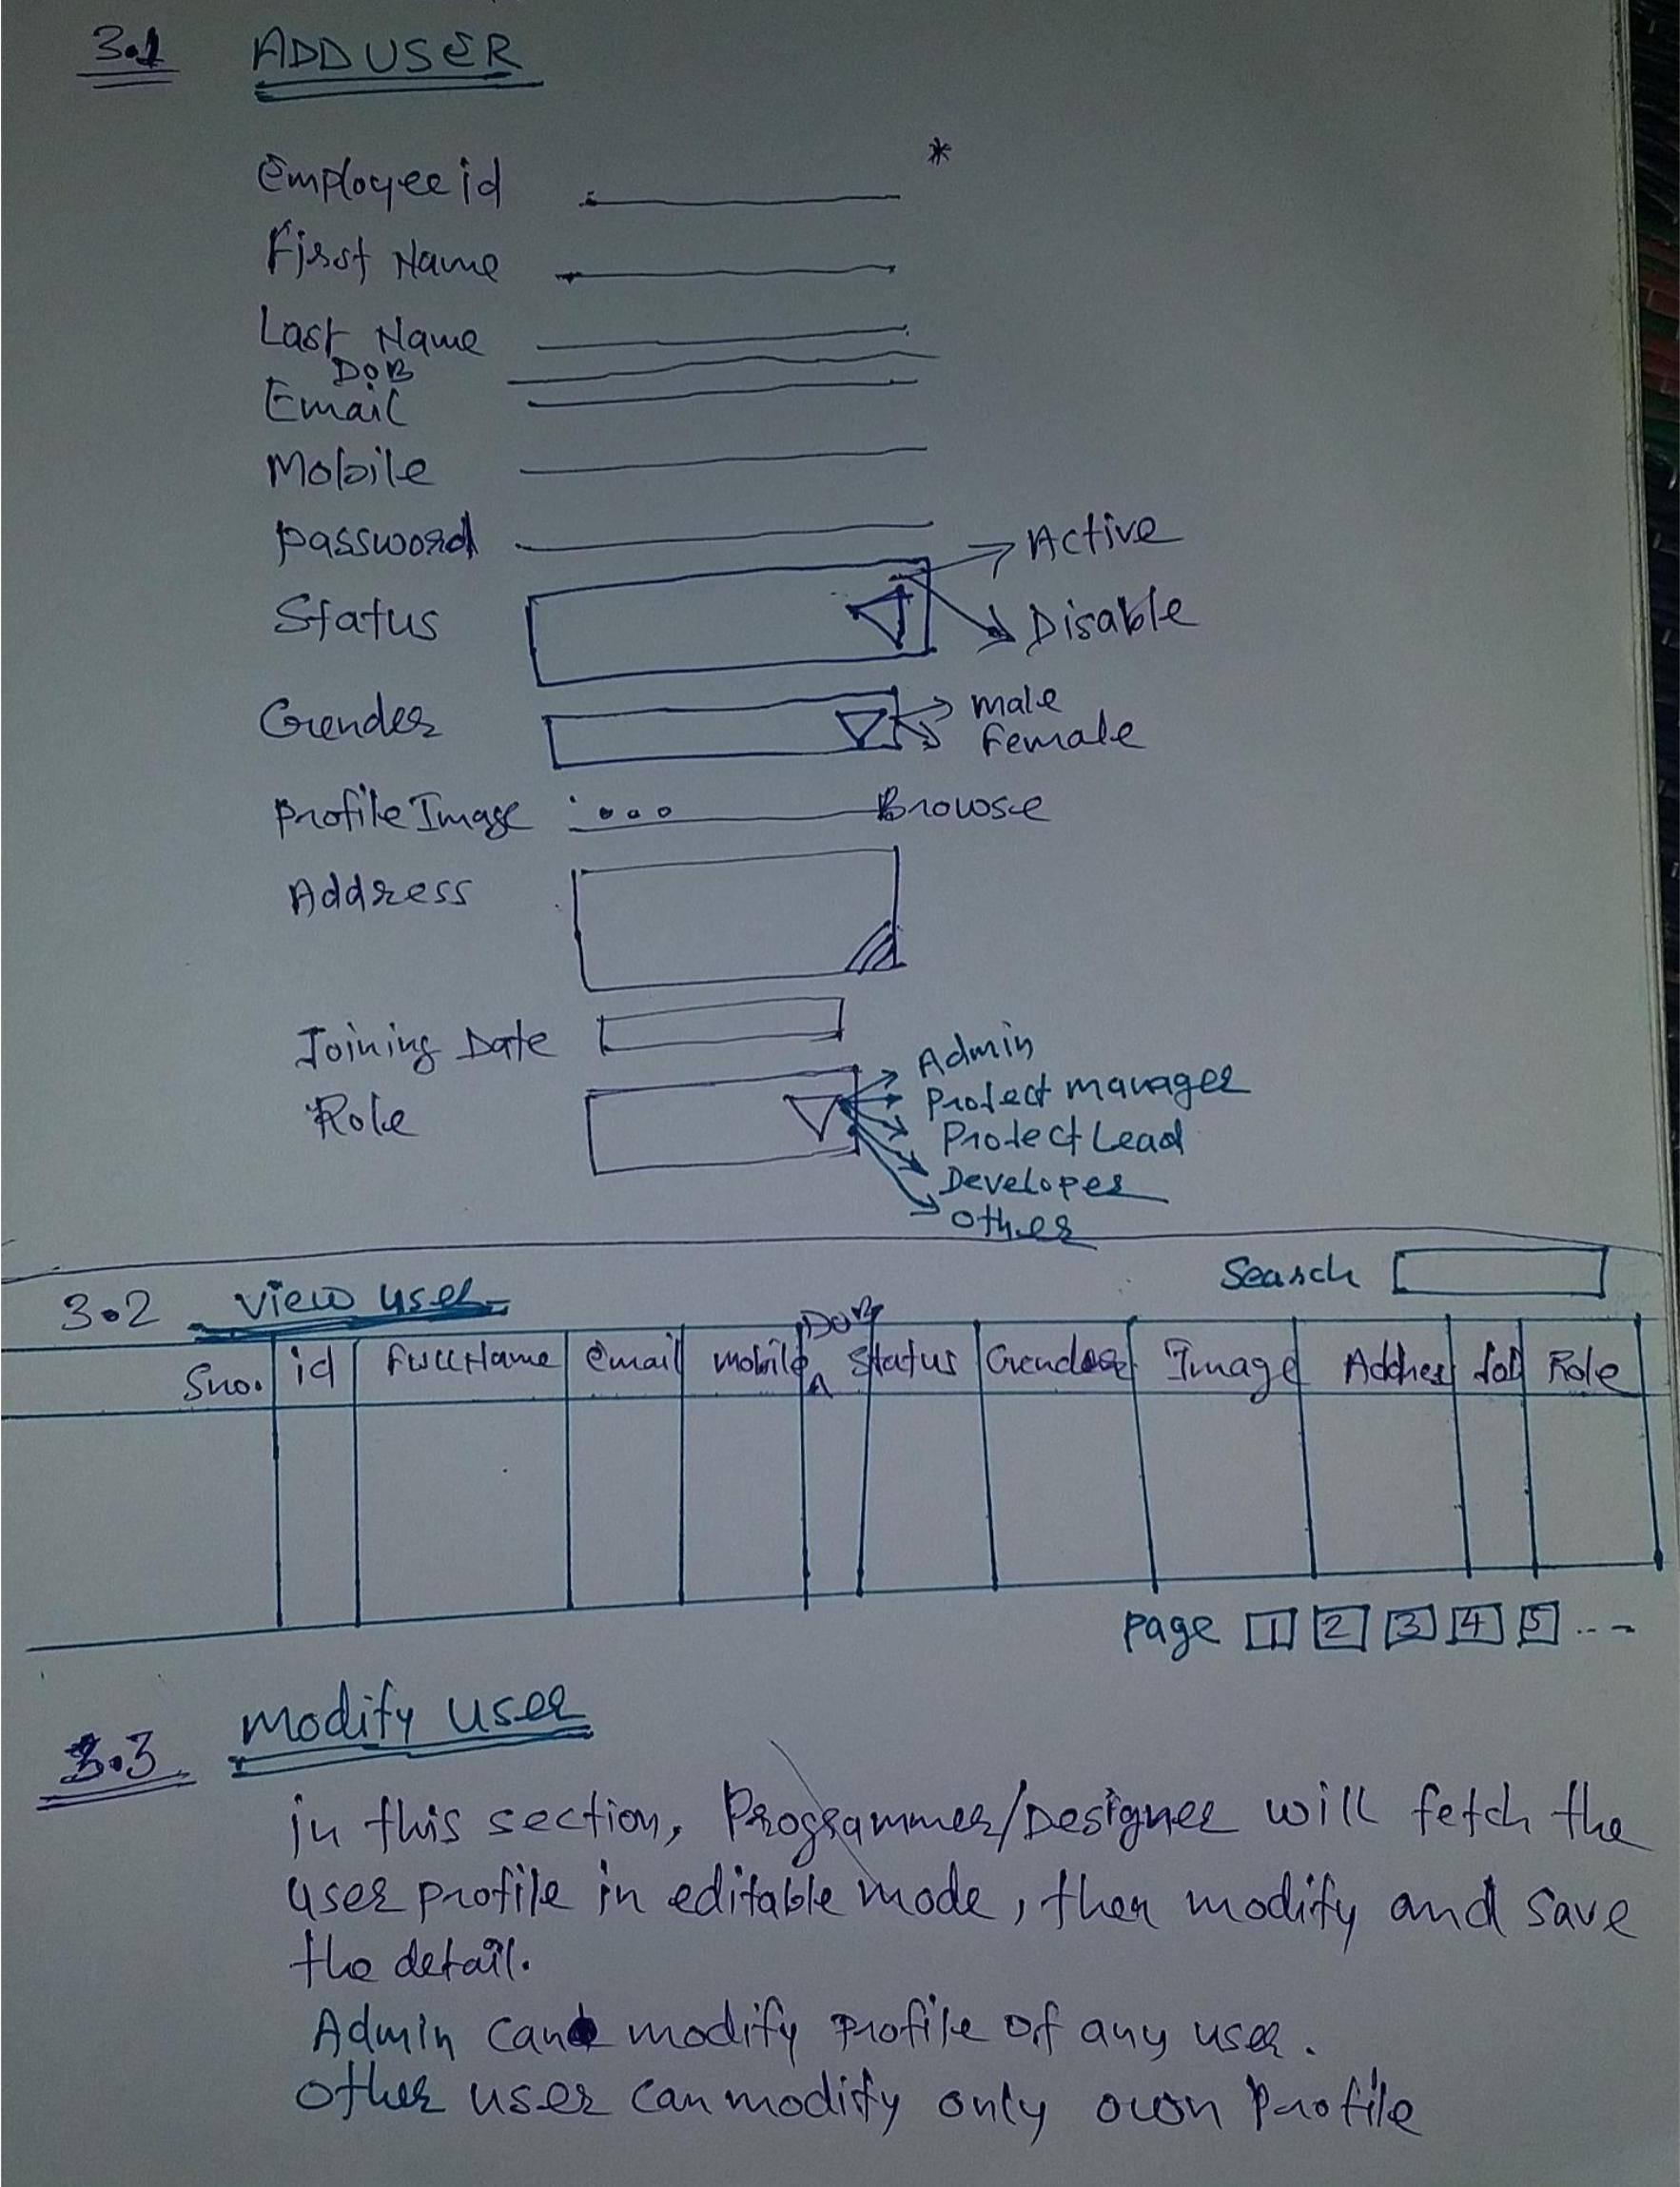 3.1 ADD USER
Employee id *
First Name
Last Name
DOB
Email
Mobile
Password
Status Active
Disable
Gender male
Female
Profile Image Browse
Address
Joining Date
Role Admin
Project manager
Project Lead
Developer
other
3.2 view user Search
Sno. id FullName Email Mobile DOB Status Gender Image Address Role
Page 1 2 3 4 5 ...
3.3 modify user
in this section, Programmer/Designer will fetch the
user profile in editable mode, then modify and save
the detail.
Admin can modify profile of any user.
other user can modify only own profile